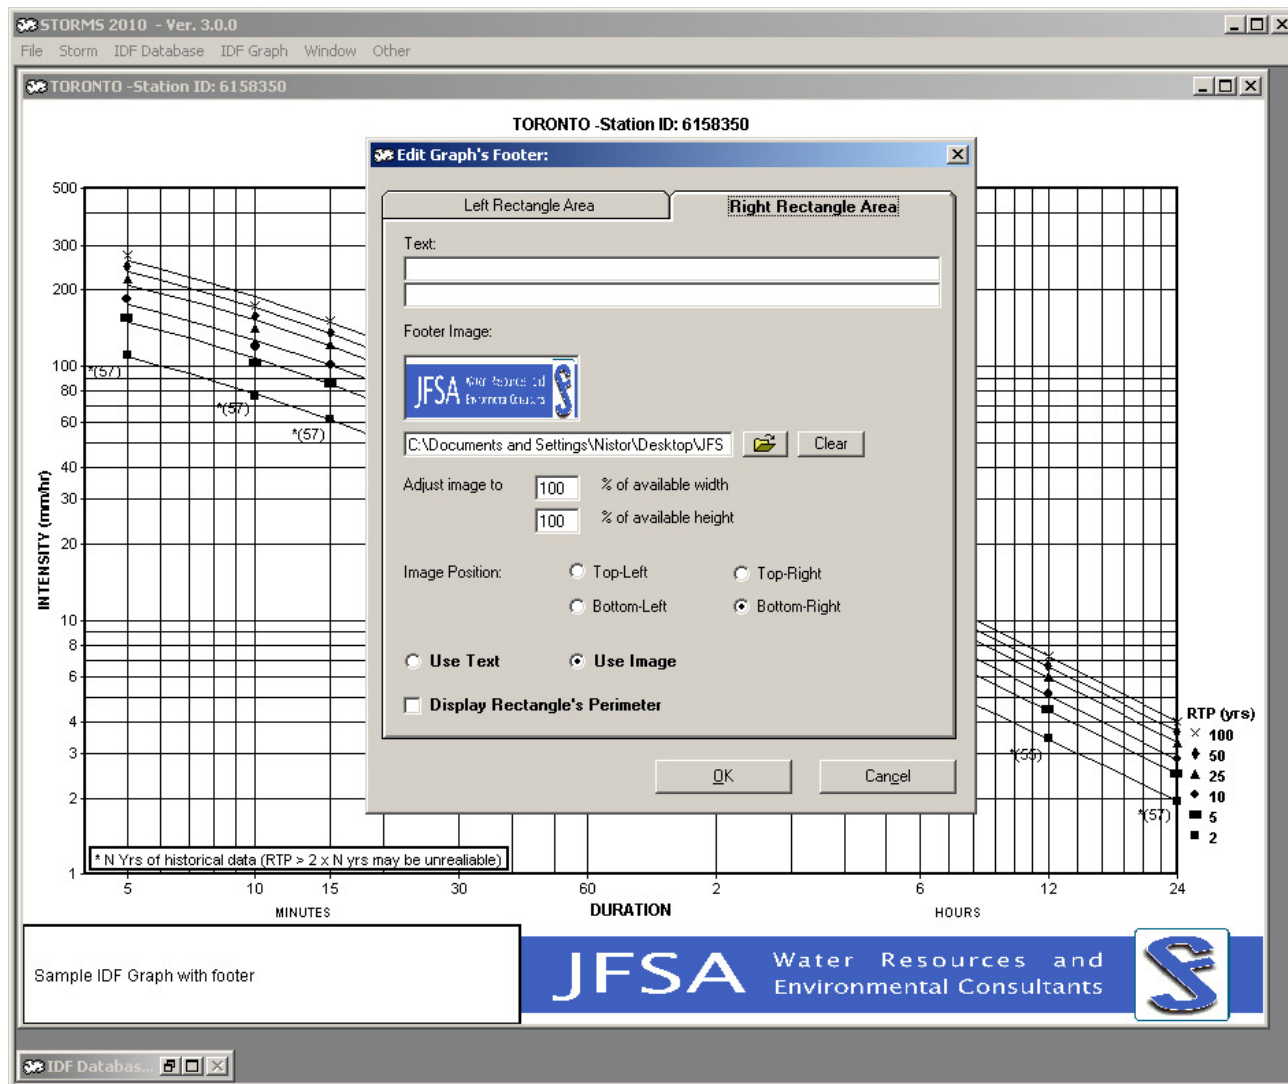 STORMS 2010 - Ver. 3.0.0
File Storm IDF Database IDF Graph Window Other
TORONTO -Station ID: 6158350
TORONTO -Station ID: 6158350
Edit Graph's Footer:
Left Rectangle Area Right Rectangle Area
Text:
Footer Image:
JFSA Water Resources and
Environmental Consultants
C:\Documents and Settings\Nistor\Desktop\JFS Clear
Adjust image to 100 % of available width
100 % of available height
Image Position: Top-Left Top-Right
Bottom-Left Bottom-Right
Use Text Use Image
Display Rectangle's Perimeter
OK Cancel
INTENSITY (mm/hr)
500
300
200
100
80
60
40
30
20
10
8
6
4
3
2
1
*(57)
*(57)
*(57)
*(55)
*(57)
RTP (yrs)
100
50
25
10
5
2
* N Yrs of historical data (RTP > 2 x N yrs may be unrealiable)
5 10 15 30 60 2 6 12 24
MINUTES DURATION HOURS
Sample IDF Graph with footer
JFSA Water Resources and
Environmental Consultants
IDF Databas...